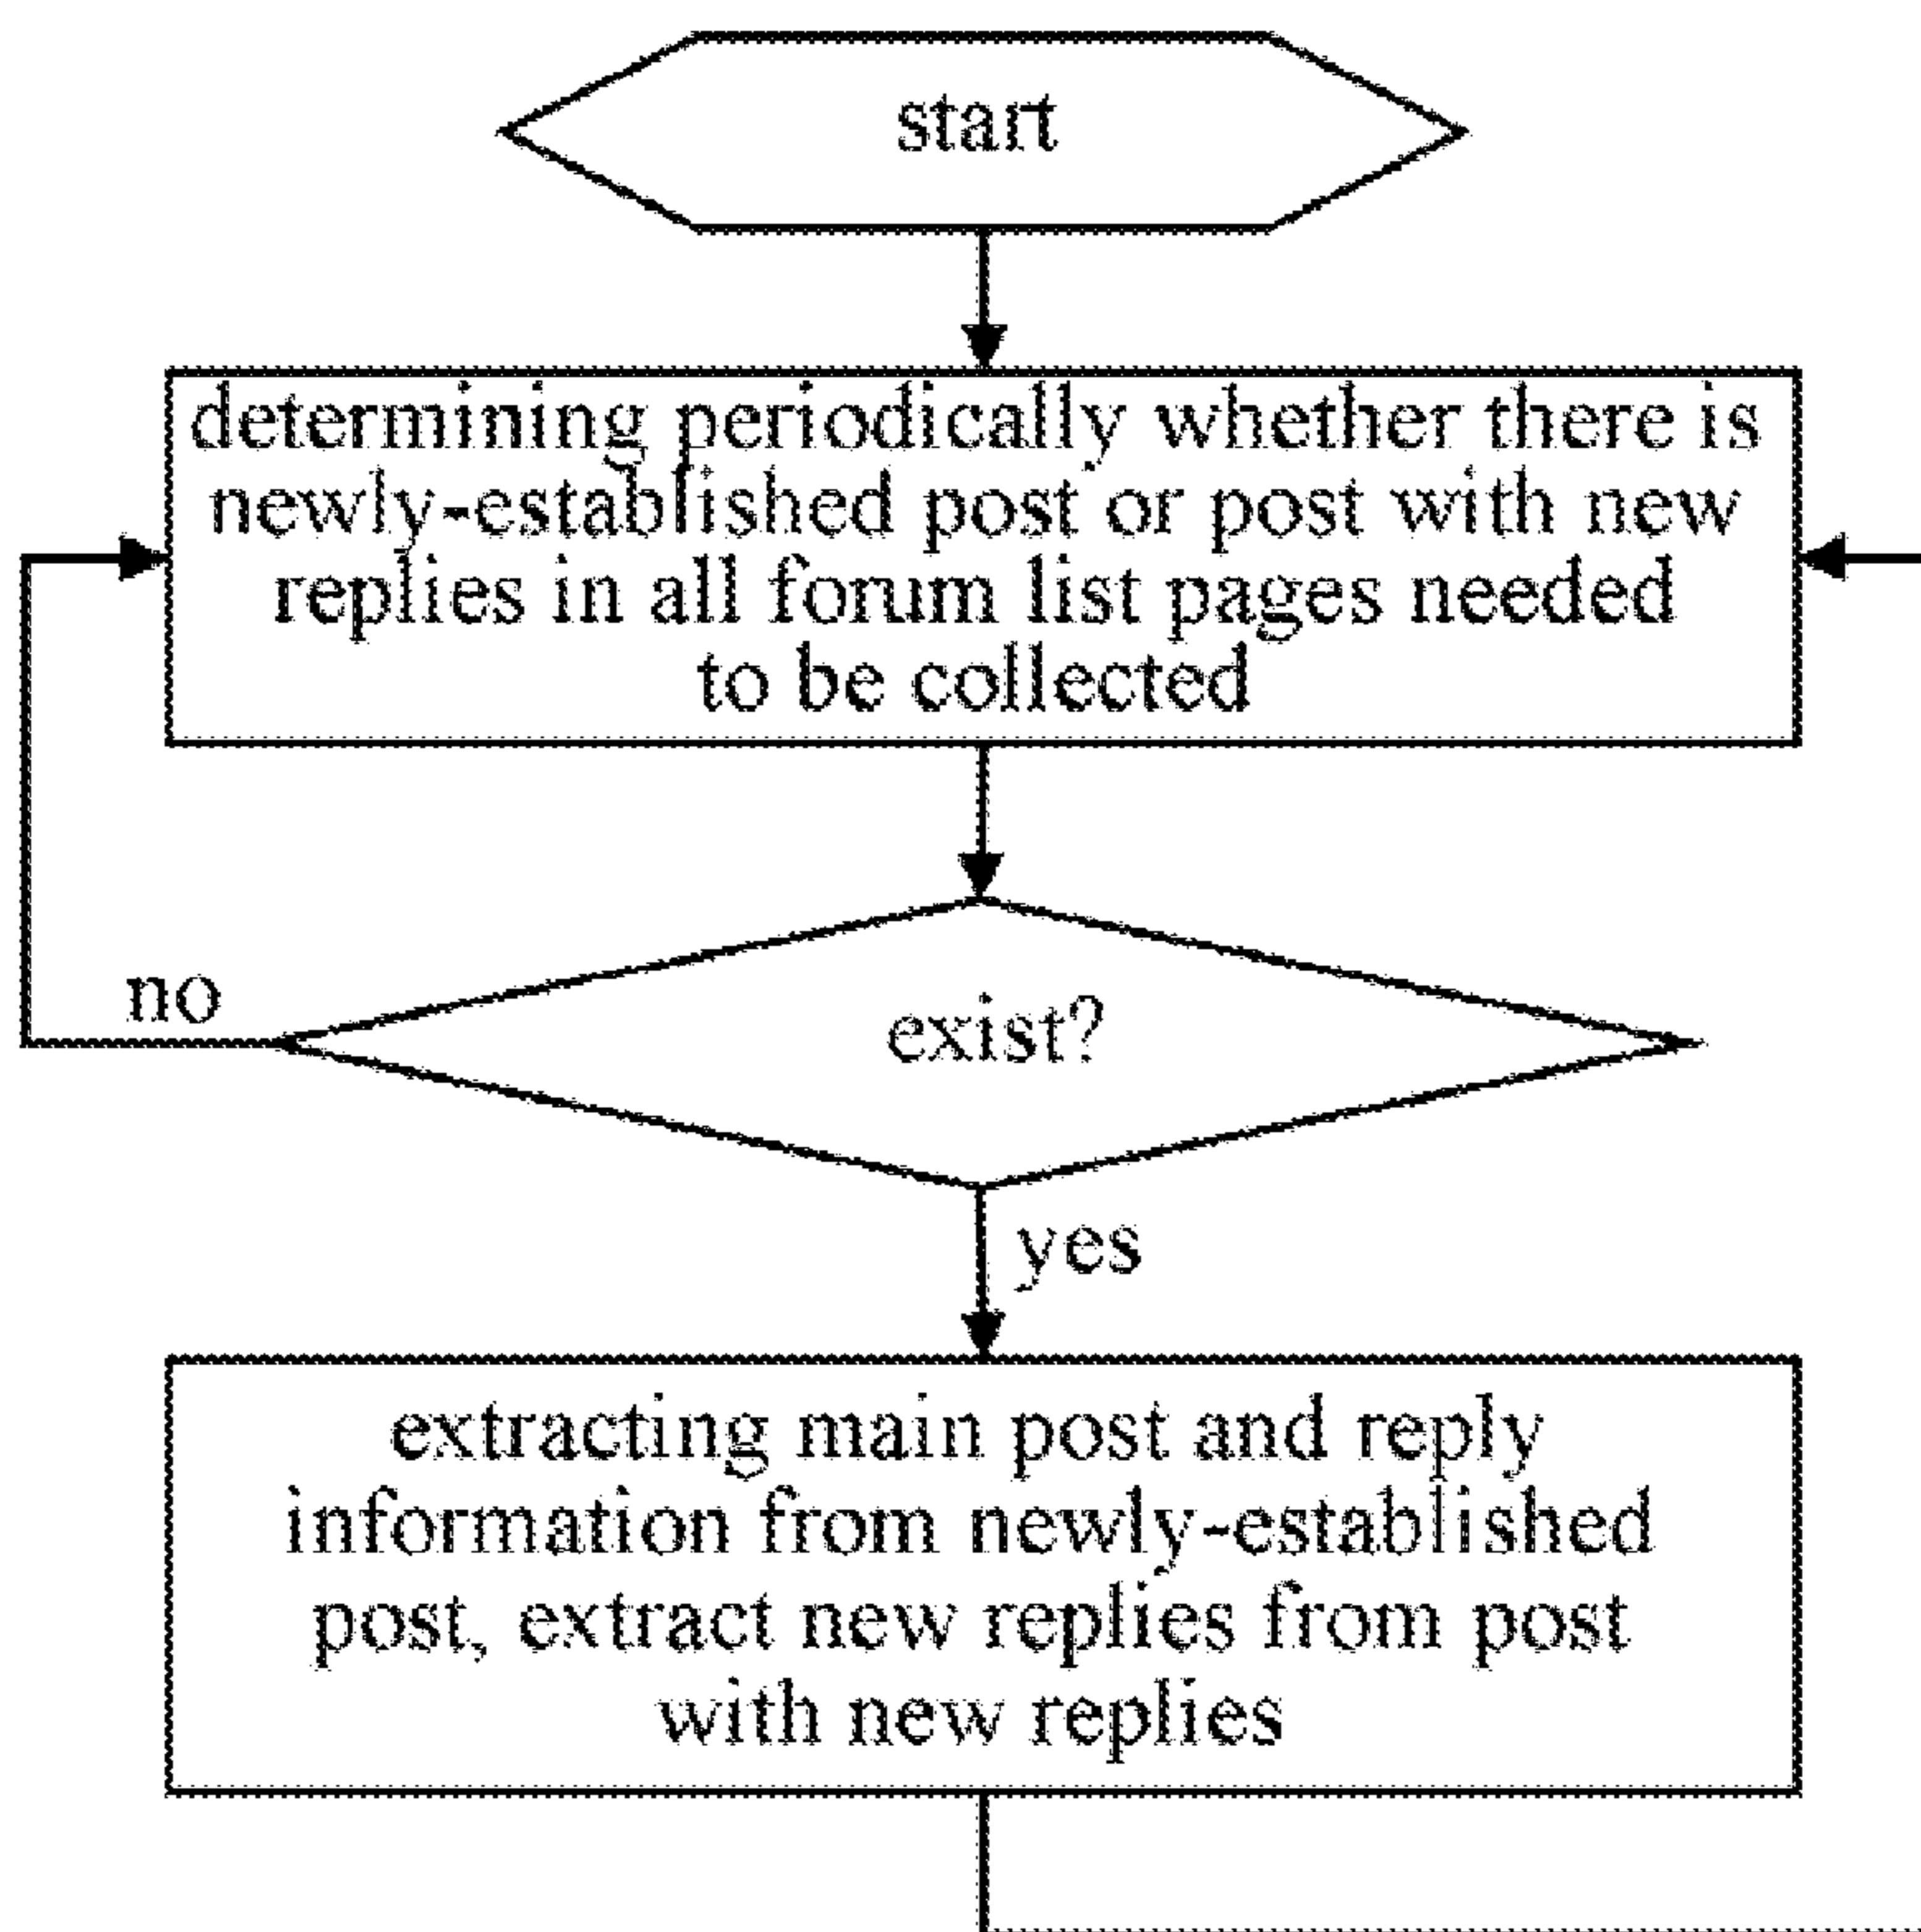 start
determining periodically whether there is
newly-established post or post with new
replies in all forum list pages needed
to be collected
no
exist?
yes
extracting main post and reply
information from newly-established
post, extract new replies from post
with new replies